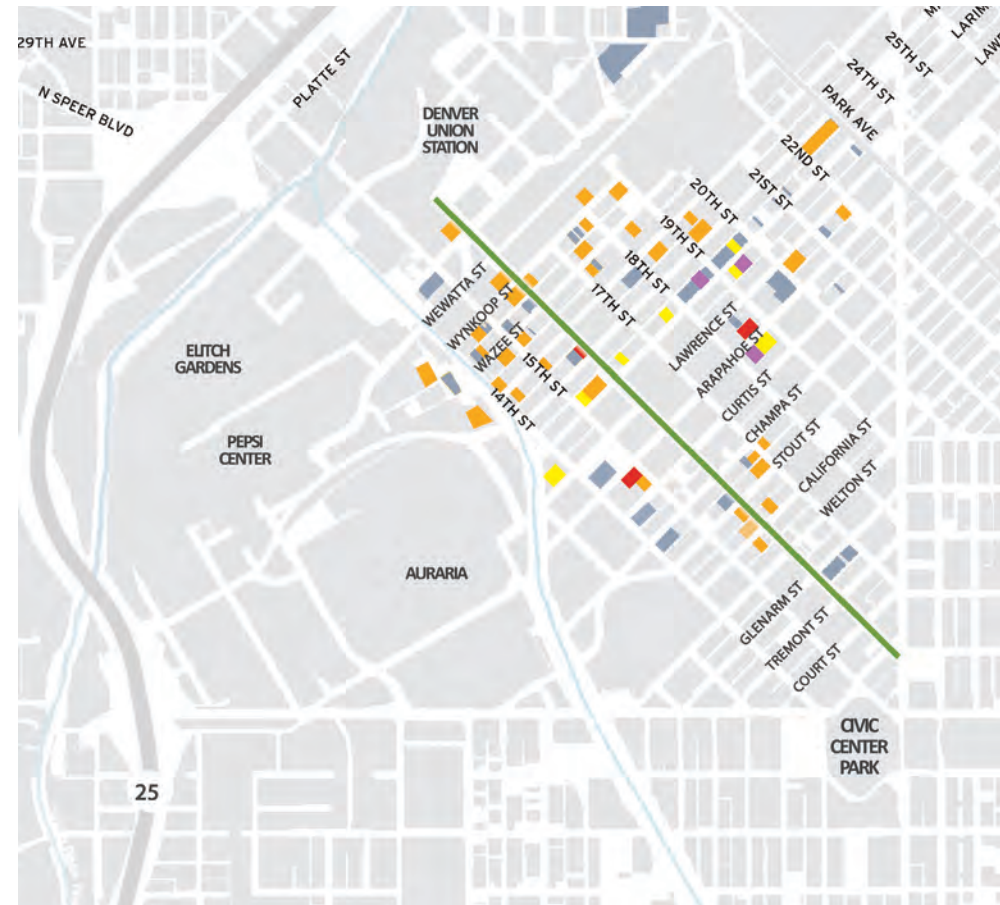 29TH AVE
N SPEER BLVD
PLATTE ST
DENVER
UNION
STATION
LARIM
25TH ST
24TH ST
PARK AVE
22ND ST
21ST ST
20TH ST
19TH ST
18TH ST
17TH ST
WEWATTA ST
WYNKOOP ST
WAZEE ST
15TH ST
14TH ST
LAWRENCE ST
ARAPAHOE ST
CURTIS ST
CHAMPA ST
STOUT ST
CALIFORNIA ST
WELTON ST
ELITCH
GARDENS
PEPSI
CENTER
AURARIA
GLENARM ST
TREMONT ST
COURT ST
CIVIC
CENTER
PARK
25